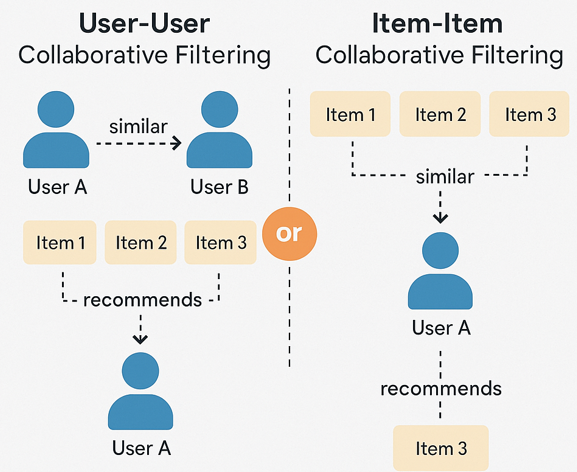 User-User
Collaborative Filtering
similar
User A
User B
Item 1
Item 2
Item 3
recommends
User A
or
Item-Item
Collaborative Filtering
Item 1
Item 2
Item 3
similar
User A
recommends
Item 3